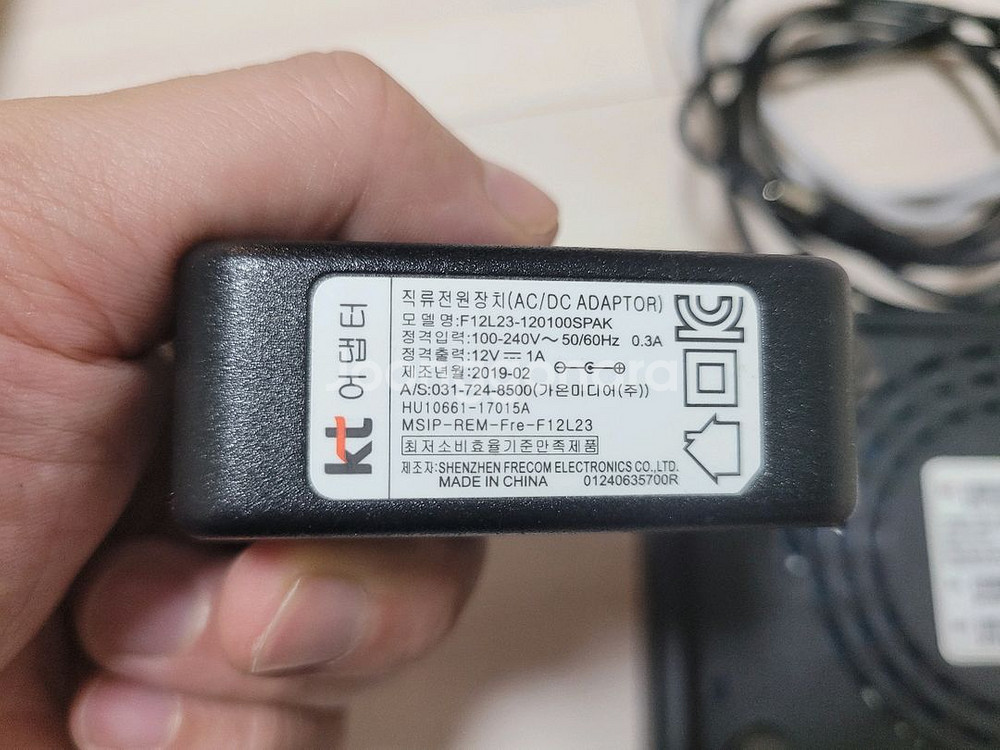 kt 어댑터
직류전원장치(AC/DC ADAPTOR)
모델명:F12L23-120100SPAK
정격입력:100-240V～ 50/60Hz 0.3A
정격출력:12V⎓1A
제조년월:2019-02
A/S:031-724-8500(가온미디어(주))
HU10661-17015A
MSIP-REM-Fre-F12L23
최저소비효율기준만족제품
제조자:SHENZHEN FRECOM ELECTRONICS CO.,LTD.
MADE IN CHINA 01240635700R